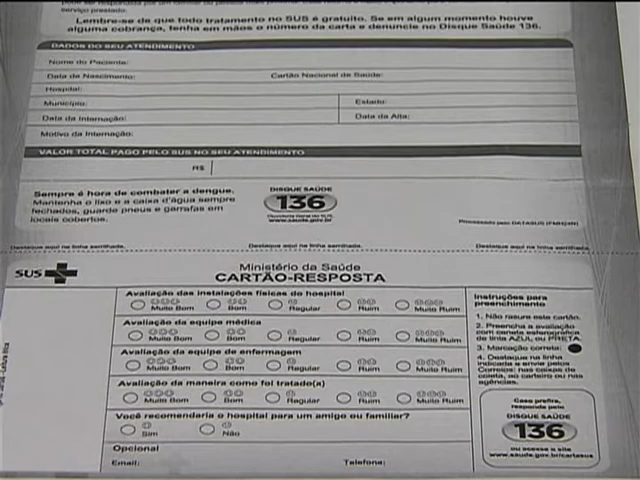 serviço prestado.
Lembre-se de que todo tratamento no SUS é gratuito. Se em algum momento houve
alguma cobrança, tenha em mãos o número da carta e denuncie no Disque Saúde 136.
DADOS DO SEU ATENDIMENTO
Nome do Paciente:
Data de Nascimento: Cartão Nacional de Saúde:
Hospital:
Município: Estado:
Data da Internação: Data da Alta:
Motivo da Internação:
VALOR TOTAL PAGO PELO SUS NO SEU ATENDIMENTO
R$
Sempre é hora de combater a dengue.
Mantenha o lixo e a caixa d'água sempre
fechados, guarde pneus e garrafas em
locais cobertos.
DISQUE SAÚDE
136
Ouvidoria Geral do SUS
www.saude.gov.br
Processado pelo DATASUS
Destaque aqui na linha serrilhada. Destaque aqui na linha serrilhada. Destaque aqui na linha serrilhada.
SUS
Ministério da Saúde
CARTÃO-RESPOSTA
Avaliação das instalações físicas do hospital
Muito Bom Bom Regular Ruim Muito Ruim
Avaliação da equipe médica
Muito Bom Bom Regular Ruim Muito Ruim
Avaliação da equipe de enfermagem
Muito Bom Bom Regular Ruim Muito Ruim
Avaliação da maneira como foi tratado(a)
Muito Bom Bom Regular Ruim Muito Ruim
Você recomendaria o hospital para um amigo ou familiar?
Sim Não
Opcional
Email: Telefone:
Instruções para
preenchimento
1. Não rasure este cartão.
2. Preencha a avaliação
com caneta esferográfica
de tinta AZUL ou PRETA.
3. Marcação correta:
4. Destaque na linha
indicada e envie pelos
Correios: nas caixas de
coleta, ao carteiro ou nas
agências.
Caso prefira,
responda pelo
DISQUE SAÚDE
136
ou acesse o site
www.saude.gov.br/cartasus